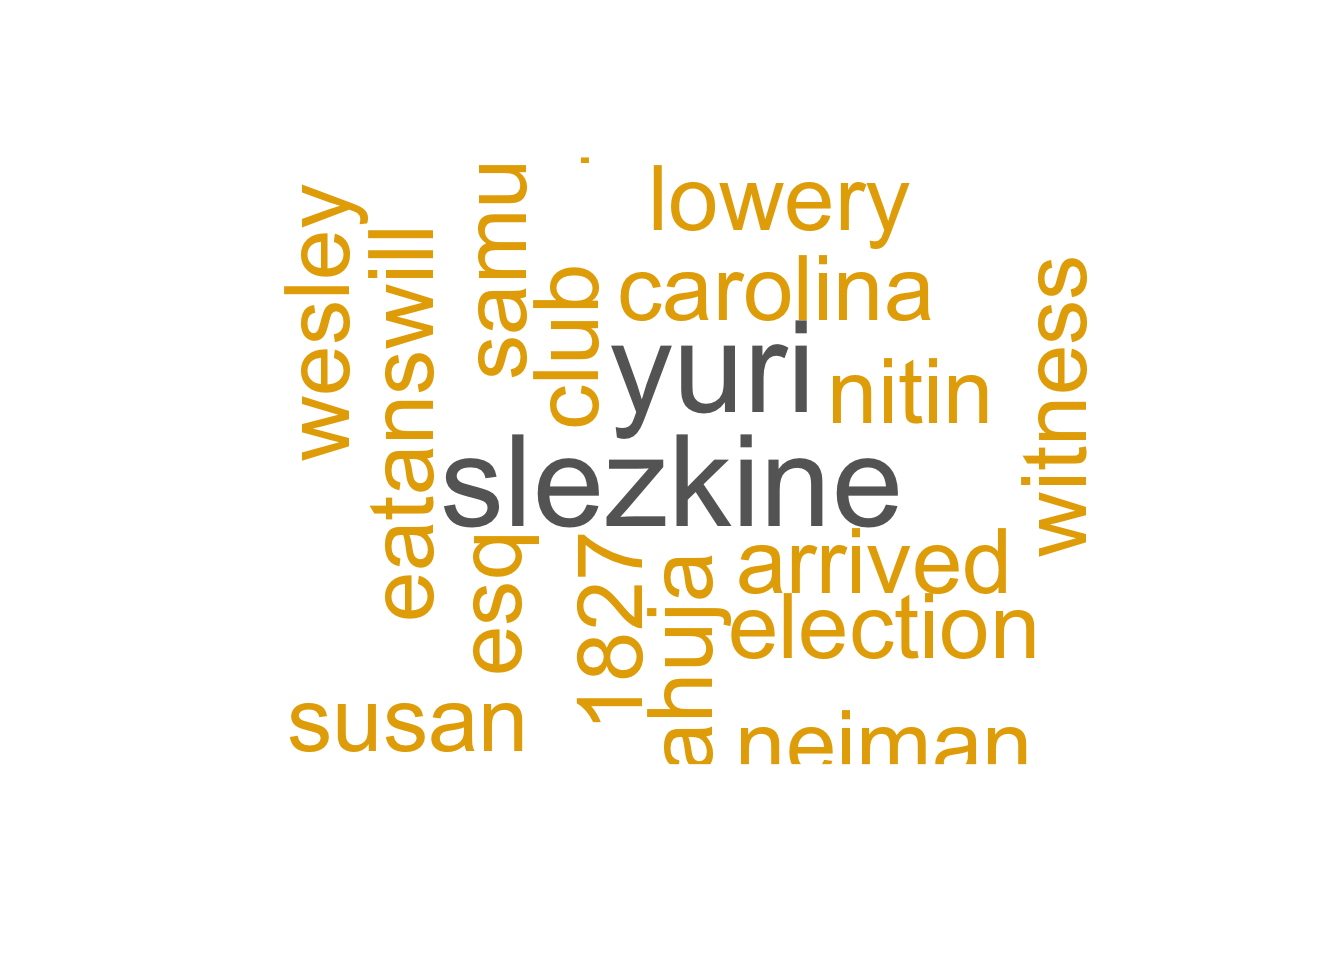 wesley
eatanswill
samu
club
lowery
carolina
yuri
nitin
witness
slezkine
esq
1827
ahuja
arrived
election
susan
neiman